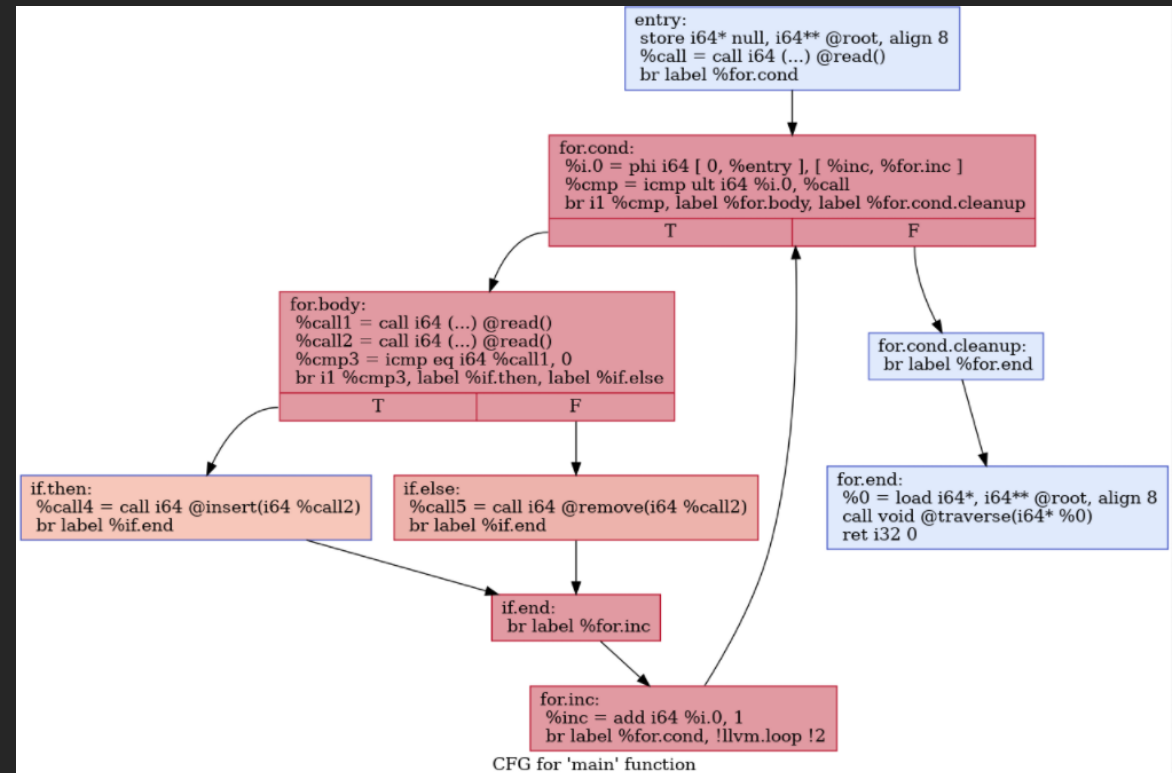 entry:
store i64* null, i64** @root, align 8
%call = call i64 (...) @read()
br label %for.cond
for.cond:
%i.0 = phi i64 [ 0, %entry ], [ %inc, %for.inc ]
%cmp = icmp ult i64 %i.0, %call
br i1 %cmp, label %for.body, label %for.cond.cleanup
T
F
for.body:
%call1 = call i64 (...) @read()
%call2 = call i64 (...) @read()
%cmp3 = icmp eq i64 %call1, 0
br i1 %cmp3, label %if.then, label %if.else
T
F
for.cond.cleanup:
br label %for.end
if.then:
%call4 = call i64 @insert(i64 %call2)
br label %if.end
if.else:
%call5 = call i64 @remove(i64 %call2)
br label %if.end
for.end:
%0 = load i64*, i64** @root, align 8
call void @traverse(i64* %0)
ret i32 0
if.end:
br label %for.inc
for.inc:
%inc = add i64 %i.0, 1
br label %for.cond, !llvm.loop !2
CFG for 'main' function